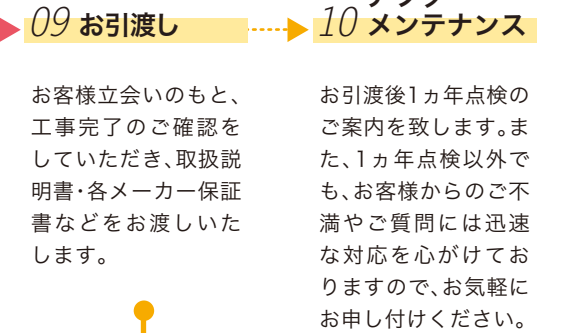 09 お引渡し
お客様立会いのもと、
工事完了のご確認を
していただき、取扱説
明書・各メーカー保証
書などをお渡しいた
します。
10 メンテナンス
お引渡後1ヵ年点検の
ご案内を致します。ま
た、1ヵ年点検以外で
も、お客様からのご不
満やご質問には迅速
な対応を心がけてお
りますので、お気軽に
お申し付けください。